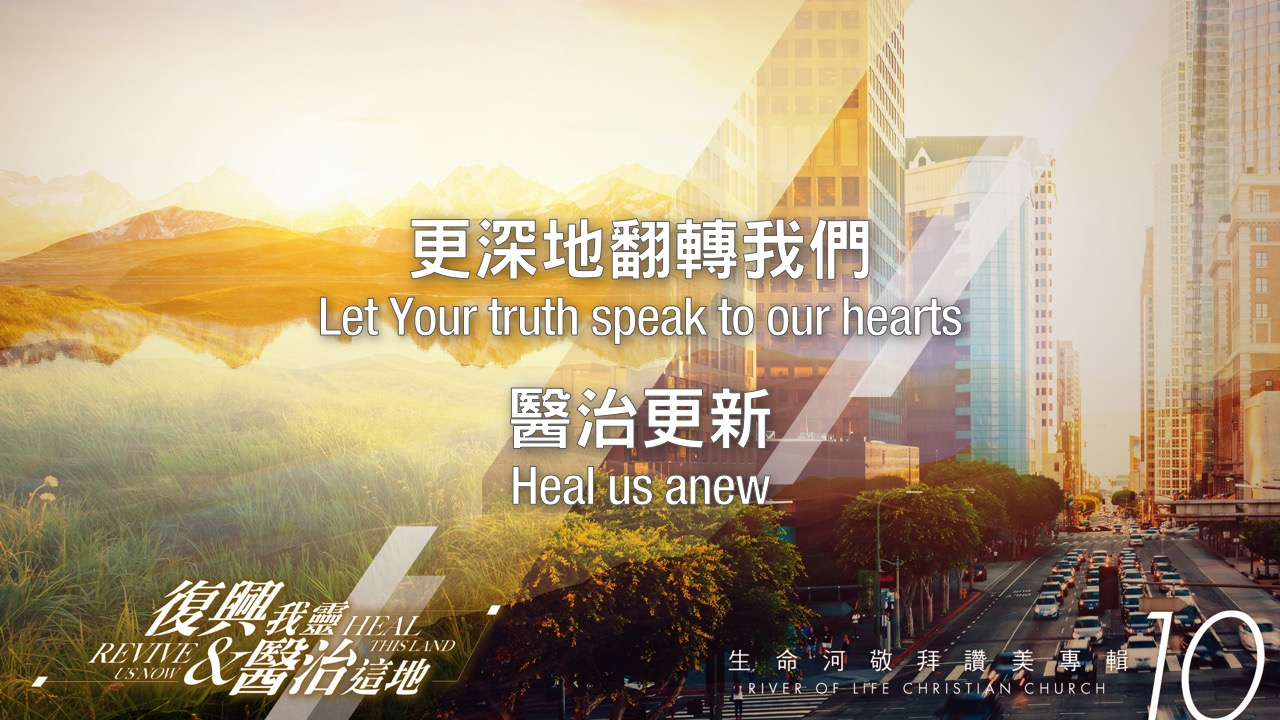 更深地翻轉我們
Let Your truth speak to our hearts
醫治更新
Heal us anew
復興我靈 HEAL THIS LAND
REVIVE US NOW & 醫治這地
生命河敬拜讚美專輯 10
RIVER OF LIFE CHRISTIAN CHURCH